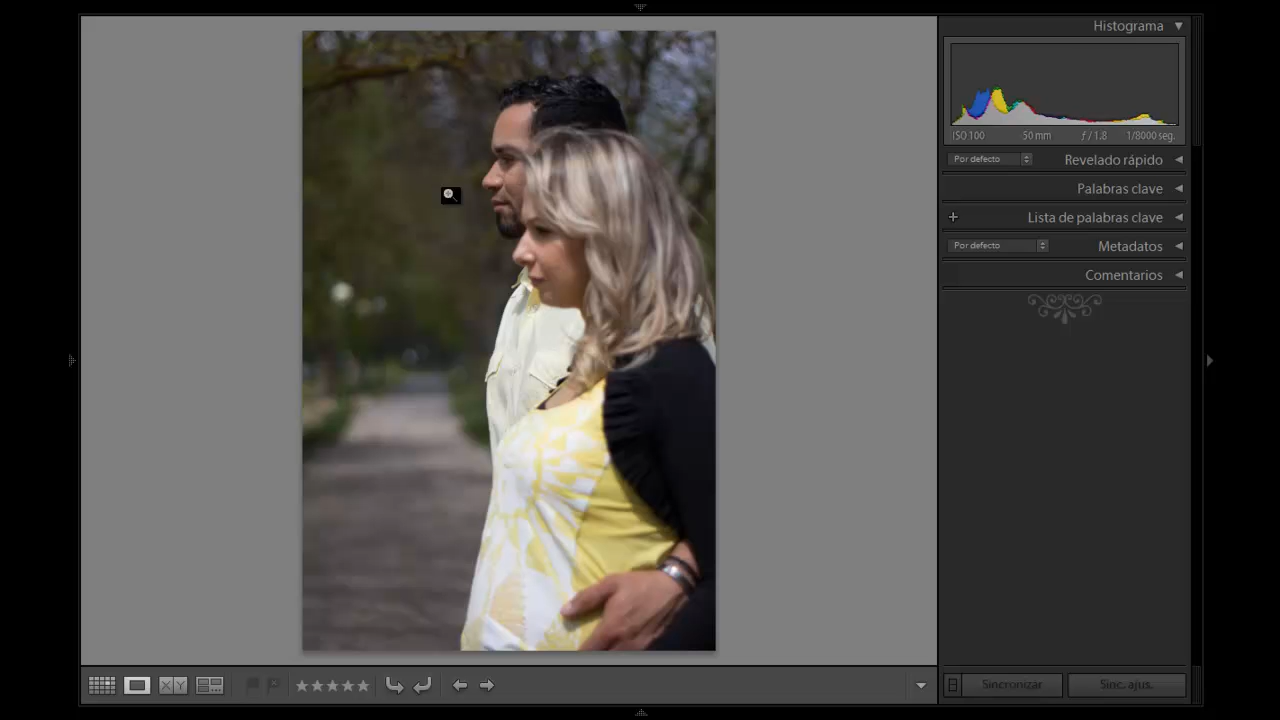 Histograma
ISO 100 50 mm ƒ / 1.8 1/8000 seg.
Por defecto Revelado rápido
Palabras clave
+ Lista de palabras clave
Por defecto Metadatos
Comentarios
X Y
Sincronizar Sinc. ajus.